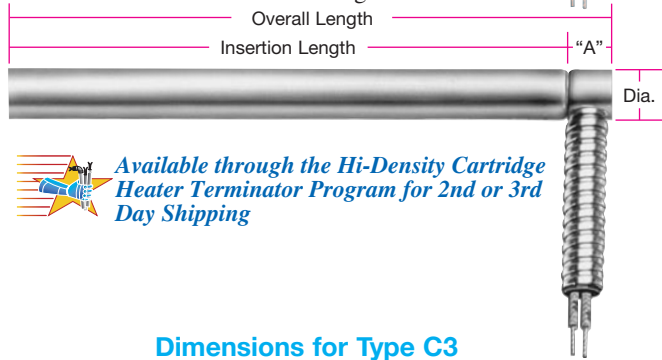 Overall Length
Insertion Length
“A”
Dia.
Available through the Hi-Density Cartridge
Heater Terminator Program for 2nd or 3rd
Day Shipping
Dimensions for Type C3